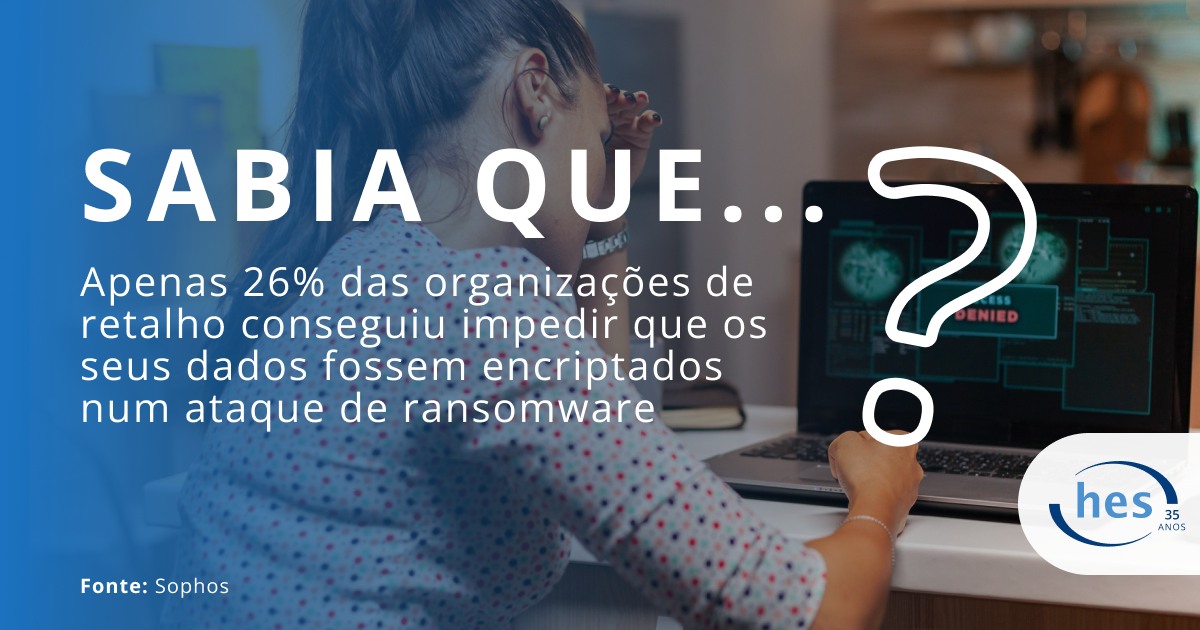 SABIA QUE...
?
Apenas 26% das organizações de
retalho conseguiu impedir que os
seus dados fossem encriptados
num ataque de ransomware
DENIED
hes
35
ANOS
Fonte: Sophos